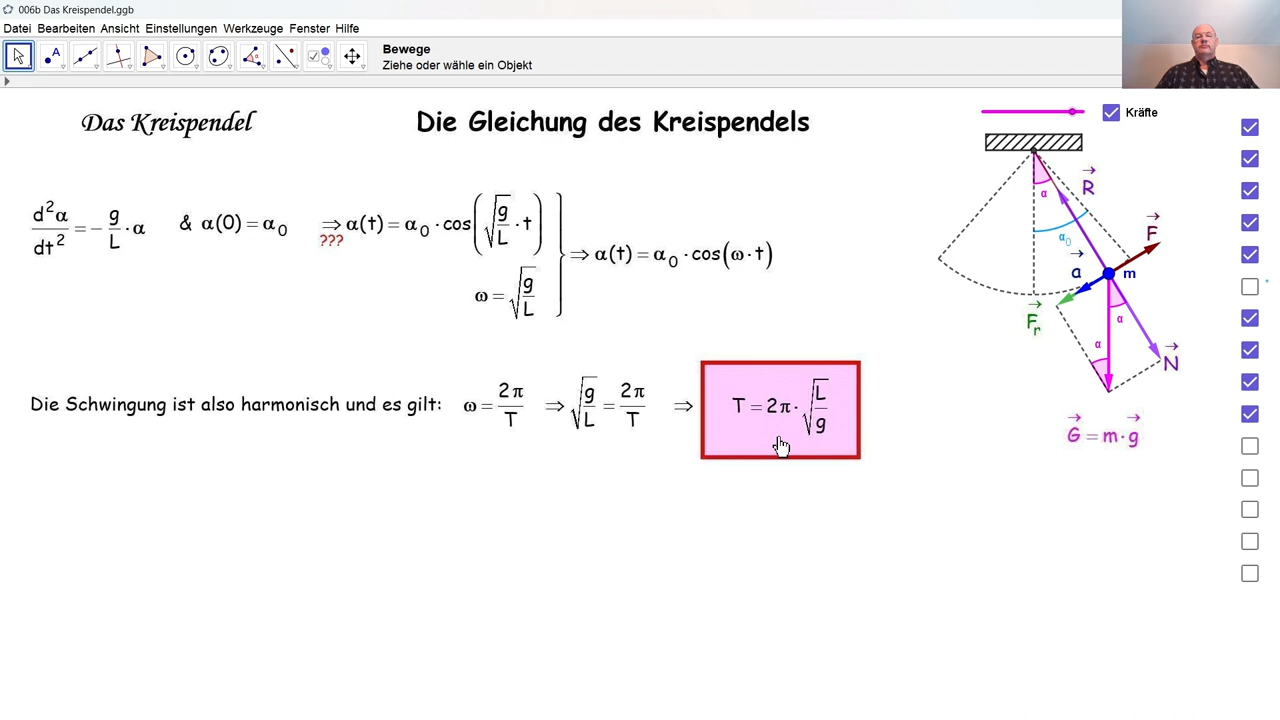 006b Das Kreispendel.ggb
Datei Bearbeiten Ansicht Einstellungen Werkzeuge Fenster Hilfe
Bewege
Ziehe oder wähle ein Objekt
Das Kreispendel
Die Gleichung des Kreispendels
Kräfte
d²α/dt² = − g/L · α & α(0) = α₀ ⇒ α(t) = α₀ · cos(√(g/L) · t)
???
ω = √(g/L)
⇒ α(t) = α₀ · cos(ω · t)
Die Schwingung ist also harmonisch und es gilt: ω = 2π/T ⇒ √(g/L) = 2π/T ⇒ T = 2π · √(L/g)
α
R⃗
α₀
F⃗
a⃗
m
F⃗r
α
α
N⃗
G⃗ = m · g⃗